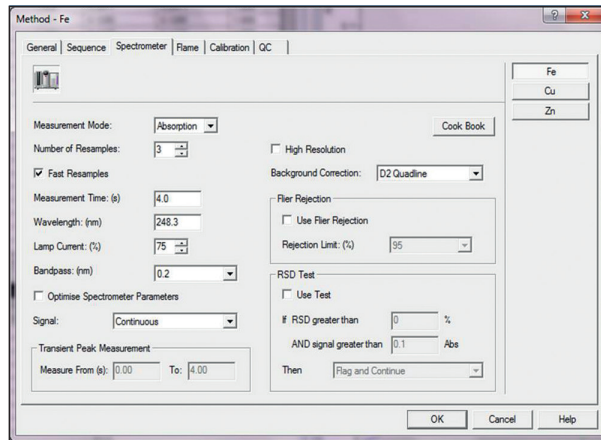 Method - Fe
General Sequence Spectrometer Flame Calibration QC
Fe
Cu
Zn
Measurement Mode: Absorption
Cook Book
Number of Resamples: 3
High Resolution
Fast Resamples
Background Correction: D2 Quadline
Measurement Time: (s) 4.0
Flier Rejection
Wavelength: (nm) 248.3
Use Flier Rejection
Lamp Current: (%) 75
Rejection Limit: (%) 95
Bandpass: (nm) 0.2
RSD Test
Optimise Spectrometer Parameters
Use Test
Signal: Continuous
If RSD greater than 0 %
AND signal greater than 0.1 Abs
Transient Peak Measurement
Measure From (s): 0.00 To: 4.00
Then Flag and Continue
OK Cancel Help